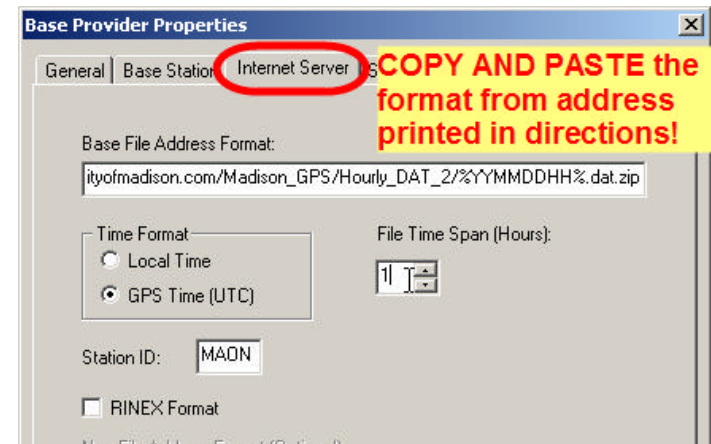 Base Provider Properties
General Base Station Internet Server S
COPY AND PASTE the
format from address
printed in directions!
Base File Address Format:
ityofmadison.com/Madison_GPS/Hourly_DAT_2/%YYMMDDHH%.dat.zip
Time Format
File Time Span (Hours):
Local Time
1
GPS Time (UTC)
Station ID: MADN
RINEX Format